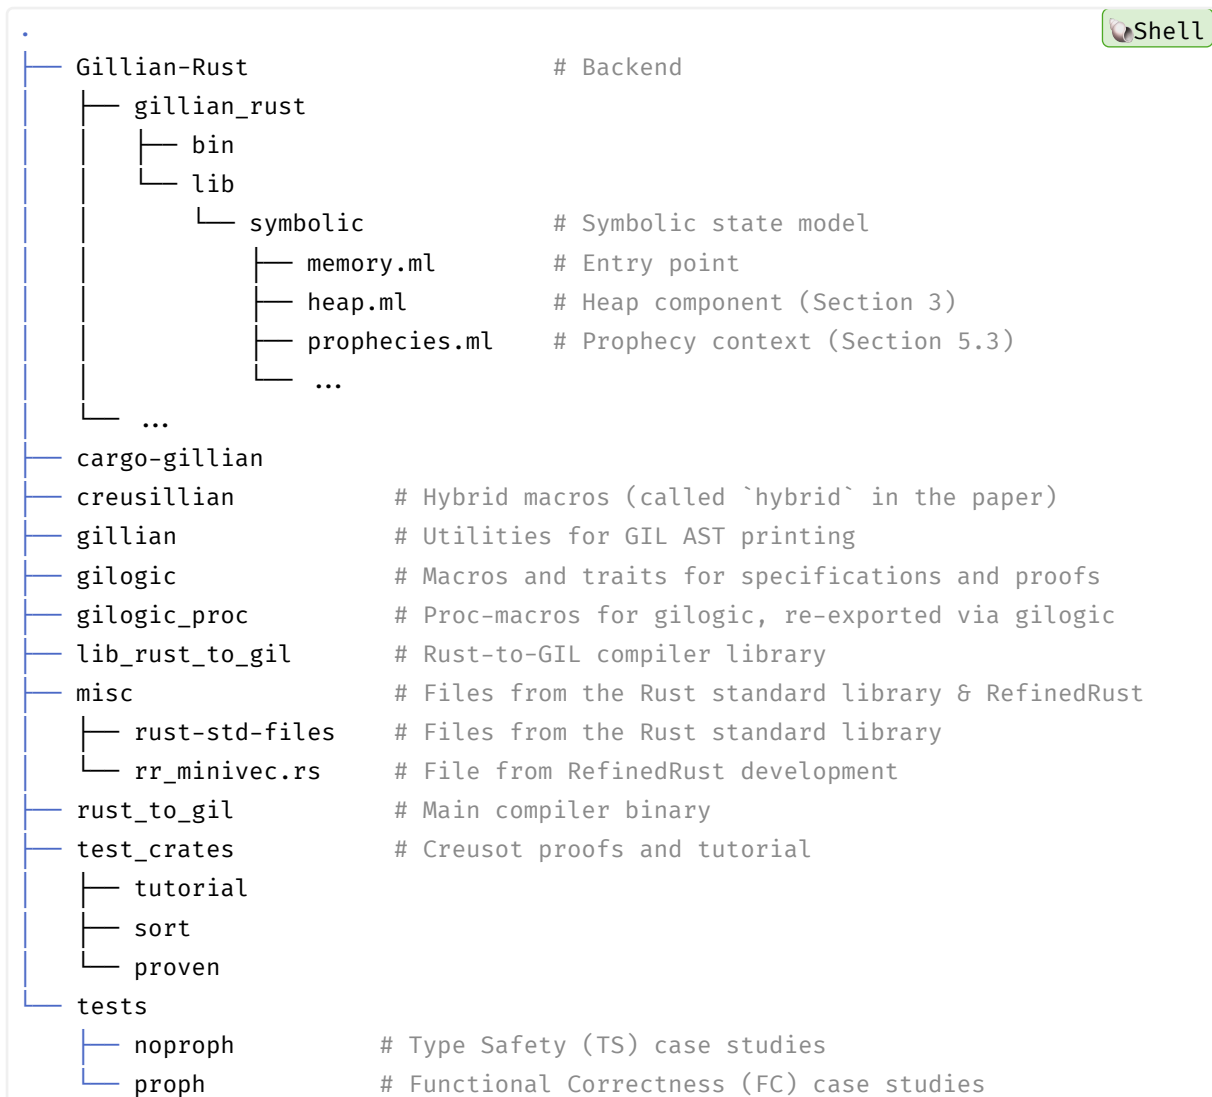 Shell
.
├── Gillian-Rust # Backend
│   ├── gillian_rust
│   │   ├── bin
│   │   └── lib
│   │       └── symbolic # Symbolic state model
│   │           ├── memory.ml # Entry point
│   │           ├── heap.ml # Heap component (Section 3)
│   │           ├── prophecies.ml # Prophecy context (Section 5.3)
│   │           └── ...
│   └── ...
├── cargo-gillian
├── creusillian # Hybrid macros (called `hybrid` in the paper)
├── gillian # Utilities for GIL AST printing
├── gilogic # Macros and traits for specifications and proofs
├── gilogic_proc # Proc-macros for gilogic, re-exported via gilogic
├── lib_rust_to_gil # Rust-to-GIL compiler library
├── misc # Files from the Rust standard library & RefinedRust
│   ├── rust-std-files # Files from the Rust standard library
│   └── rr_minivec.rs # File from RefinedRust development
├── rust_to_gil # Main compiler binary
├── test_crates # Creusot proofs and tutorial
│   ├── tutorial
│   ├── sort
│   └── proven
└── tests
    ├── noproph # Type Safety (TS) case studies
    └── proph # Functional Correctness (FC) case studies